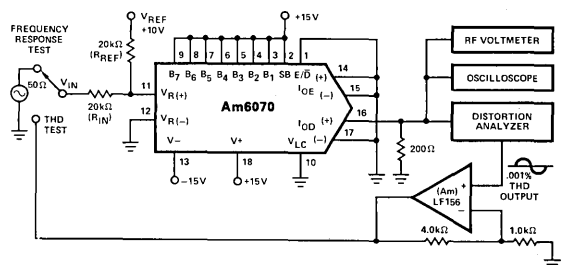 FREQUENCY
RESPONSE
TEST
50Ω
VIN
THD
TEST
VREF
+10V
20kΩ
(RREF)
20kΩ
(RIN)
+15V
9 8 7 6 5 4 3 2 1
B7 B6 B5 B4 B3 B2 B1 SB E/D̅
11
VR(+)
12
VR(−)
Am6070
14
(+)
IOE
15
(−)
16
(+)
IOD
17
(−)
V−
V+
VLC
13
18
10
−15V
+15V
200Ω
RF VOLTMETER
OSCILLOSCOPE
DISTORTION
ANALYZER
.001%
THD
OUTPUT
+
(Am)
LF156
−
4.0kΩ
1.0kΩ